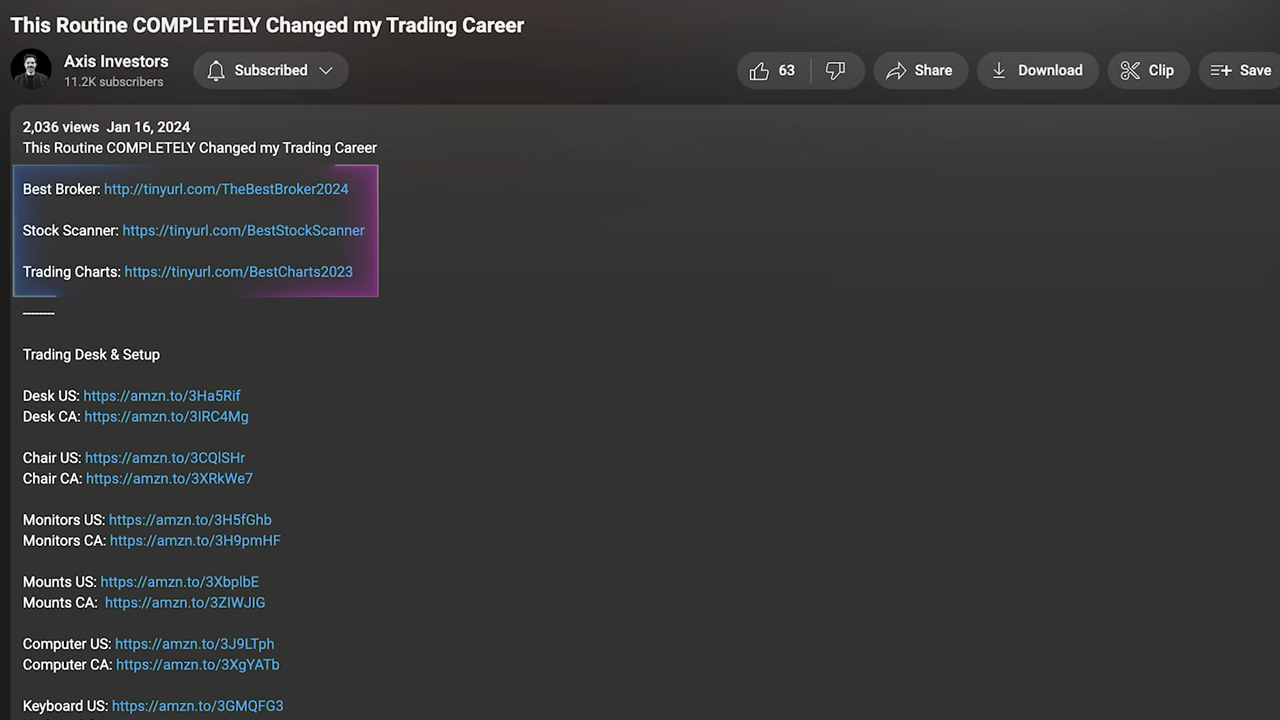 This Routine COMPLETELY Changed my Trading Career
Axis Investors
11.2K subscribers
Subscribed
63
Share
Download
Clip
Save
2,036 views Jan 16, 2024
This Routine COMPLETELY Changed my Trading Career
Best Broker: http://tinyurl.com/TheBestBroker2024
Stock Scanner: https://tinyurl.com/BestStockScanner
Trading Charts: https://tinyurl.com/BestCharts2023
--------
Trading Desk & Setup
Desk US: https://amzn.to/3Ha5Rif
Desk CA: https://amzn.to/3IRC4Mg
Chair US: https://amzn.to/3CQlSHr
Chair CA: https://amzn.to/3XRkWe7
Monitors US: https://amzn.to/3H5fGhb
Monitors CA: https://amzn.to/3H9pmHF
Mounts US: https://amzn.to/3XbplbE
Mounts CA: https://amzn.to/3ZIWJIG
Computer US: https://amzn.to/3J9LTph
Computer CA: https://amzn.to/3XgYATb
Keyboard US: https://amzn.to/3GMQFG3